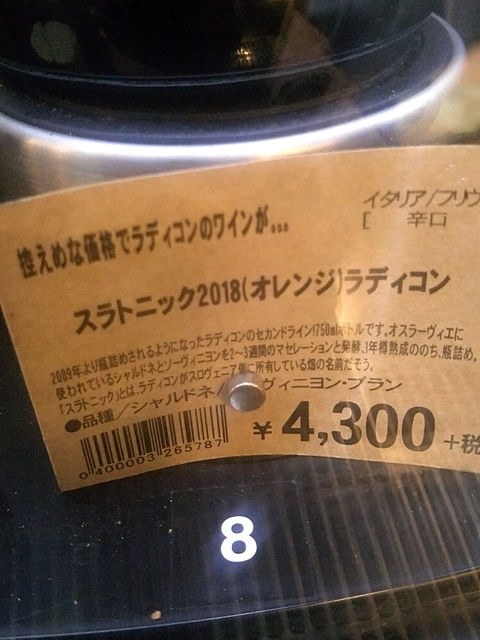 イタリア/フリウ
[ 辛口
控えめな価格でラディコンのワインが...
スラトニック2018(オレンジ)ラディコン
2009年より瓶詰めされるようになったラディコンのセカンドライン!750mlボトルです。オスラーヴィエに
使われているシャルドネとソーヴィニヨンを2~3週間のマセレーションと発酵、1年樽熟成ののち、瓶詰め。
「スラトニック」とは、ラディコンがスロヴェニア側に所有している畑の名前だそう。
●品種/シャルドネ/ ヴィニヨン・ブラン
¥4,300+税
0400003265787
8